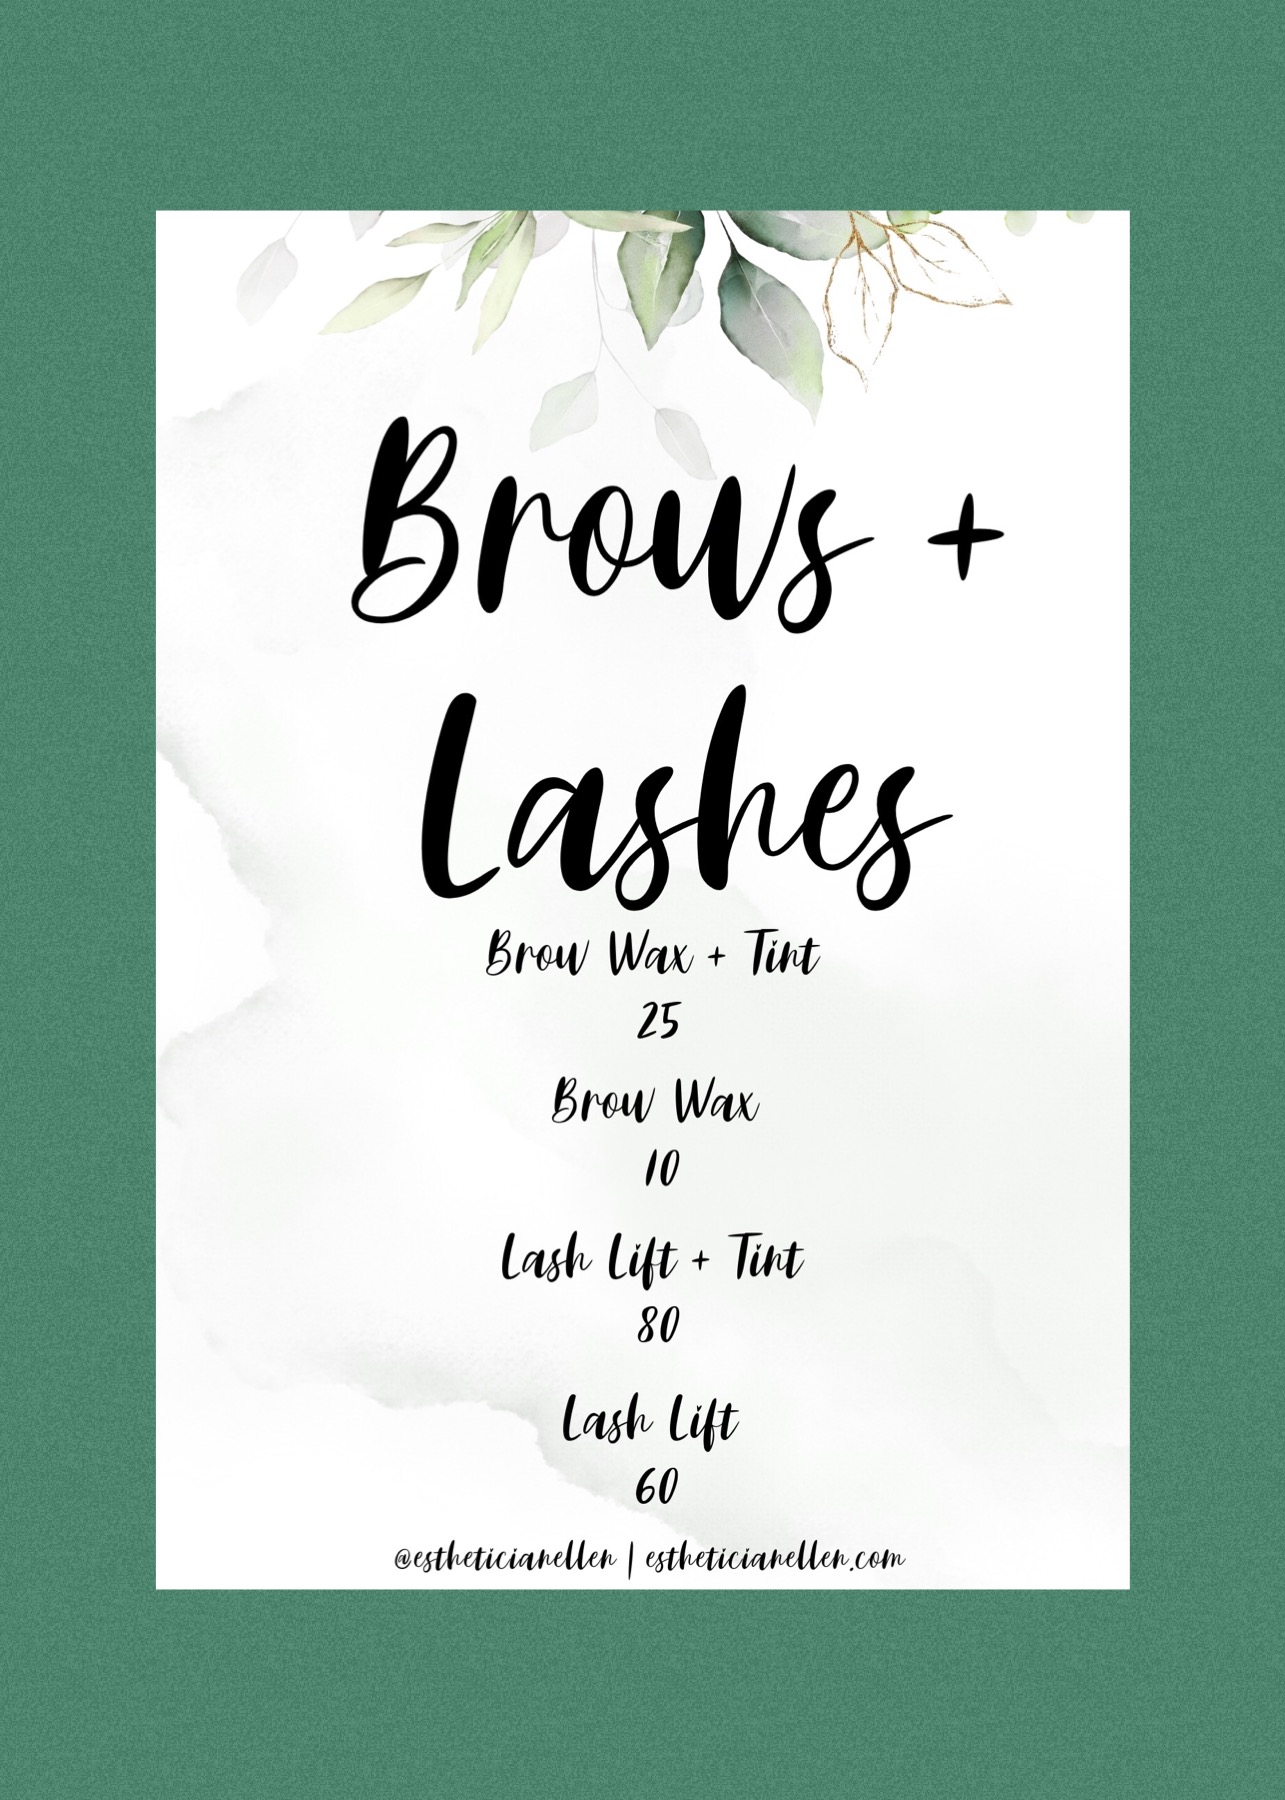 Brows +
Lashes
Brow Wax + Tint
25
Brow Wax
10
Lash Lift + Tint
80
Lash Lift
60
@estheticianellen | estheticianellen.com